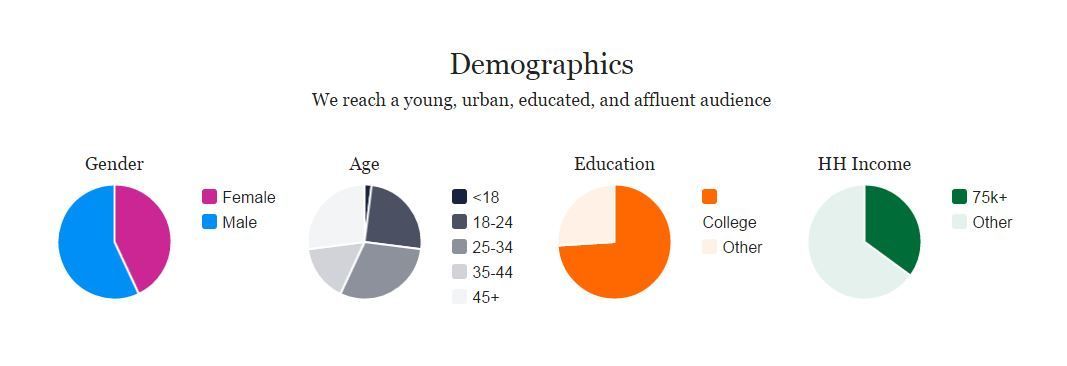 Demographics
We reach a young, urban, educated, and affluent audience
Gender
Female
Male
Age
<18
18-24
25-34
35-44
45+
Education
College
Other
HH Income
75k+
Other